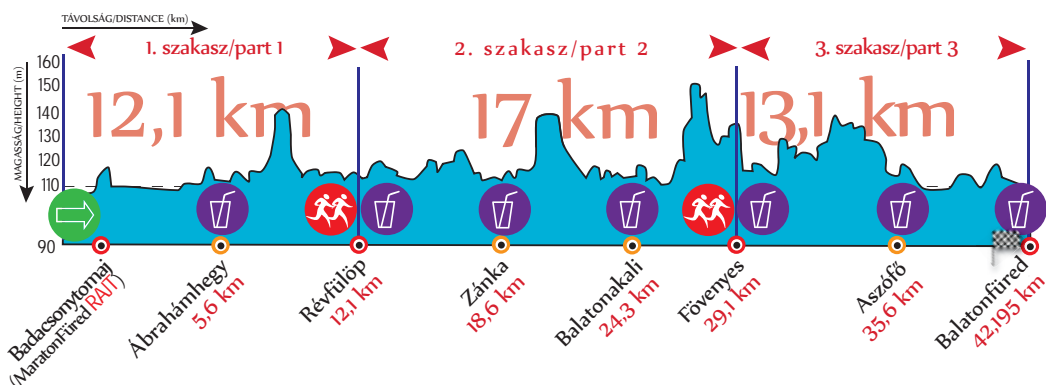 TÁVOLSÁG/DISTANCE (km)
1. szakasz/part 1
2. szakasz/part 2
3. szakasz/part 3
MAGASSÁG/HEIGHT (m)
160
150
140
130
120
110
90
12,1 km
17 km
13,1 km
Badacsonytomaj
(MaratonFüred RAJT)
Ábrahámhegy
5,6 km
Révfülöp
12,1 km
Zánka
18,6 km
Balatonakali
24,3 km
Fövenyes
29,1 km
Aszófő
35,6 km
Balatonfüred
42,195 km